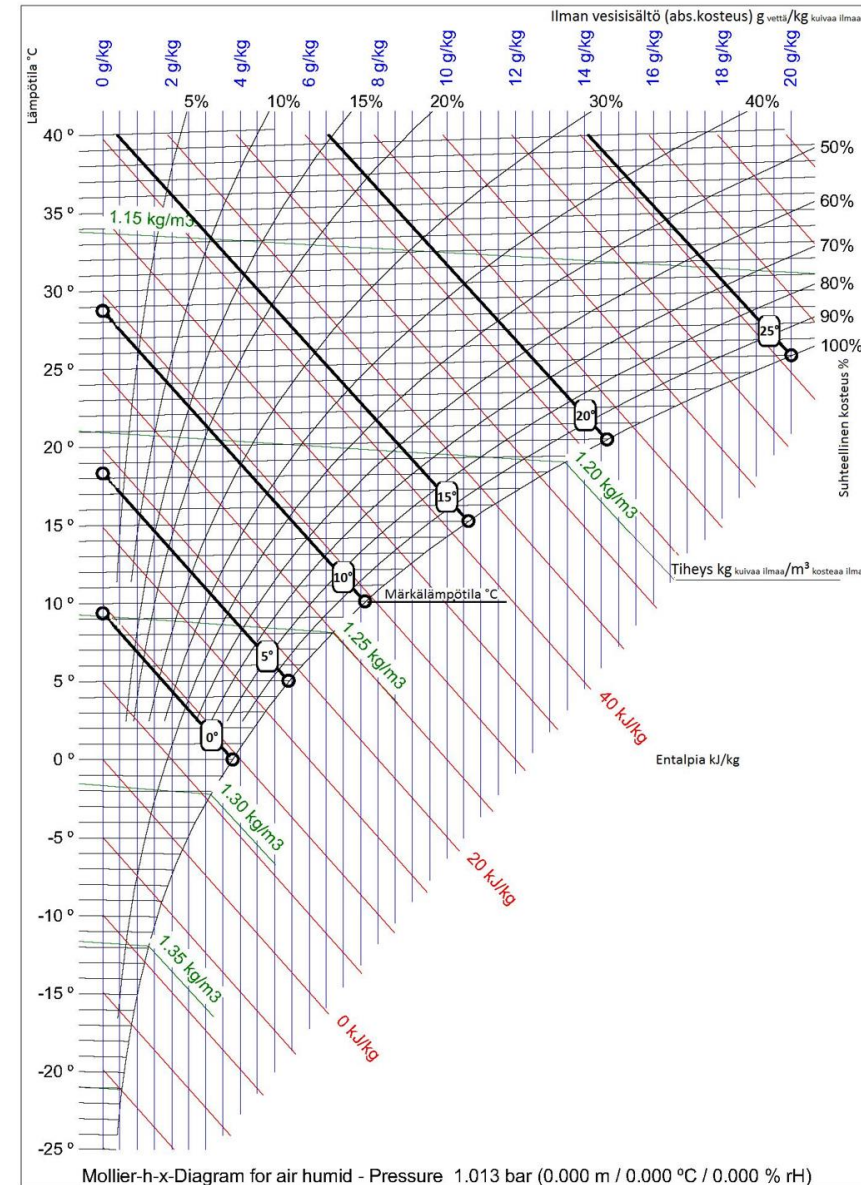 Ilman vesisisältö (abs.kosteus) g vettä/kg kuivaa ilmaa
Lämpötila °C
0 g/kg
2 g/kg
4 g/kg
6 g/kg
8 g/kg
10 g/kg
12 g/kg
14 g/kg
16 g/kg
18 g/kg
20 g/kg
5% 10% 15% 20% 30% 40%
40 º
50%
35 º
1.15 kg/m3
60%
70%
30 º
80%
90%
25°
100%
25 º
Suhteellinen kosteus %
20°
20 º
1.20 kg/m3
15°
15 º
Tiheys kg kuivaa ilmaa/m³ kosteaa ilmaa
10°
Märkälämpötila °C
10 º
1.25 kg/m3
5°
5 º
40 kJ/kg
0°
0 º
Entalpia kJ/kg
1.30 kg/m3
-5 º
20 kJ/kg
-10 º
1.35 kg/m3
-15 º
0 kJ/kg
-20 º
-25 º
Mollier-h-x-Diagram for air humid - Pressure 1.013 bar (0.000 m / 0.000 ºC / 0.000 % rH)